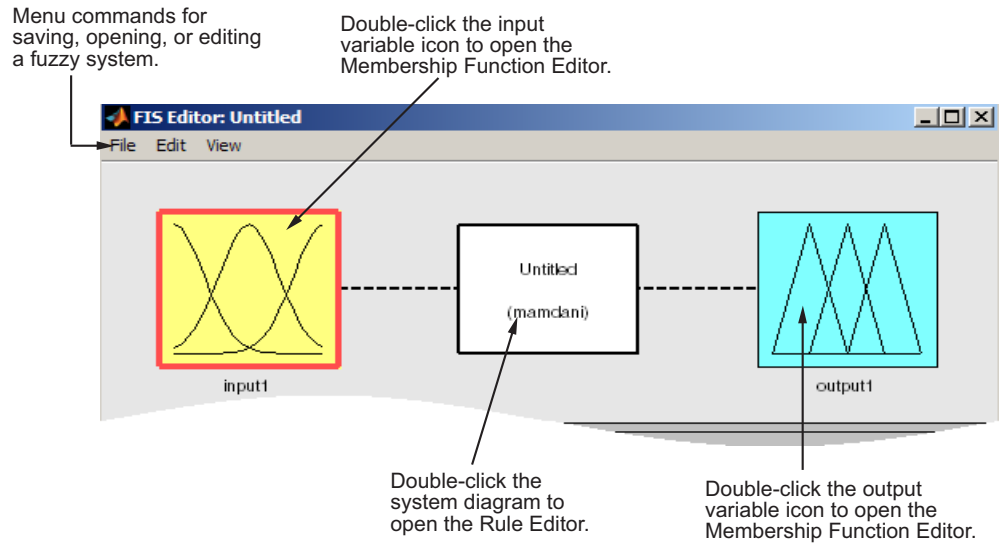 Menu commands for
saving, opening, or editing
a fuzzy system.
Double-click the input
variable icon to open the
Membership Function Editor.
FIS Editor: Untitled
File Edit View
Untitled
(mamdani)
input1
output1
Double-click the
system diagram to
open the Rule Editor.
Double-click the output
variable icon to open the
Membership Function Editor.